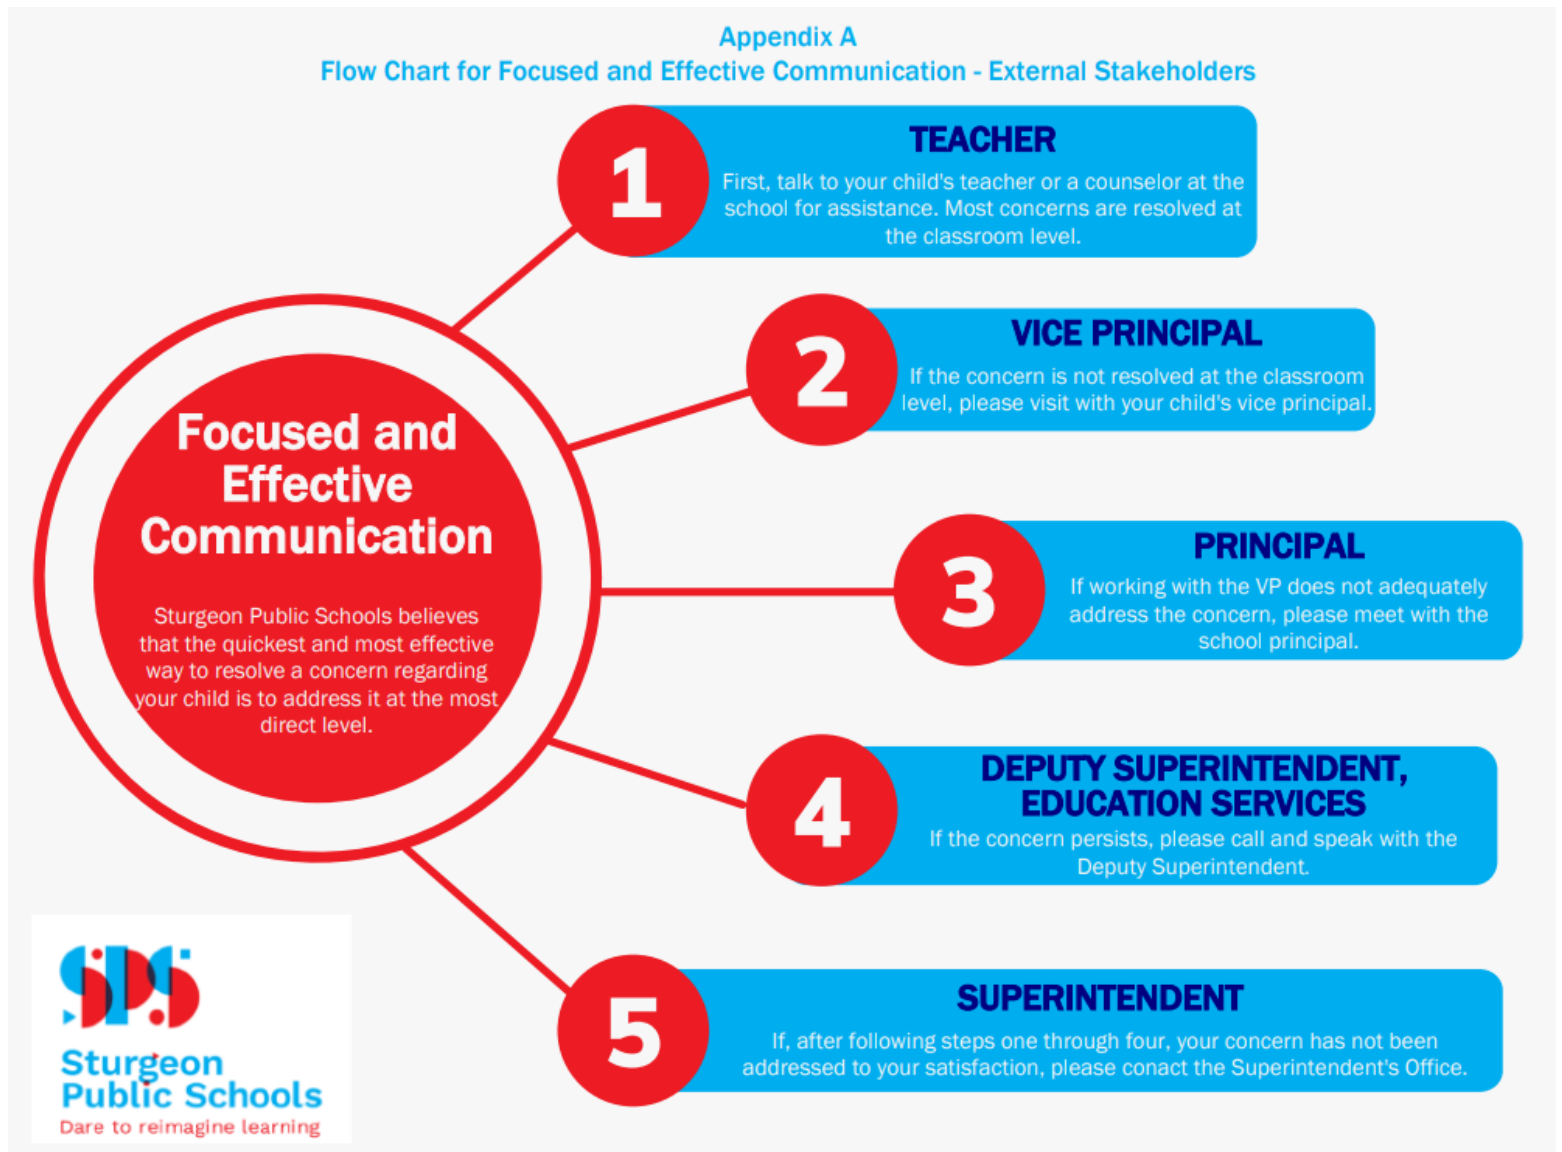 Appendix A
Flow Chart for Focused and Effective Communication - External Stakeholders
1
TEACHER
First, talk to your child's teacher or a counselor at the
school for assistance. Most concerns are resolved at
the classroom level.
2
VICE PRINCIPAL
If the concern is not resolved at the classroom
level, please visit with your child's vice principal.
Focused and
Effective
Communication
Sturgeon Public Schools believes
that the quickest and most effective
way to resolve a concern regarding
your child is to address it at the most
direct level.
3
PRINCIPAL
If working with the VP does not adequately
address the concern, please meet with the
school principal.
4
DEPUTY SUPERINTENDENT,
EDUCATION SERVICES
If the concern persists, please call and speak with the
Deputy Superintendent.
5
SUPERINTENDENT
If, after following steps one through four, your concern has not been
addressed to your satisfaction, please conact the Superintendent's Office.
SPS
Sturgeon
Public Schools
Dare to reimagine learning